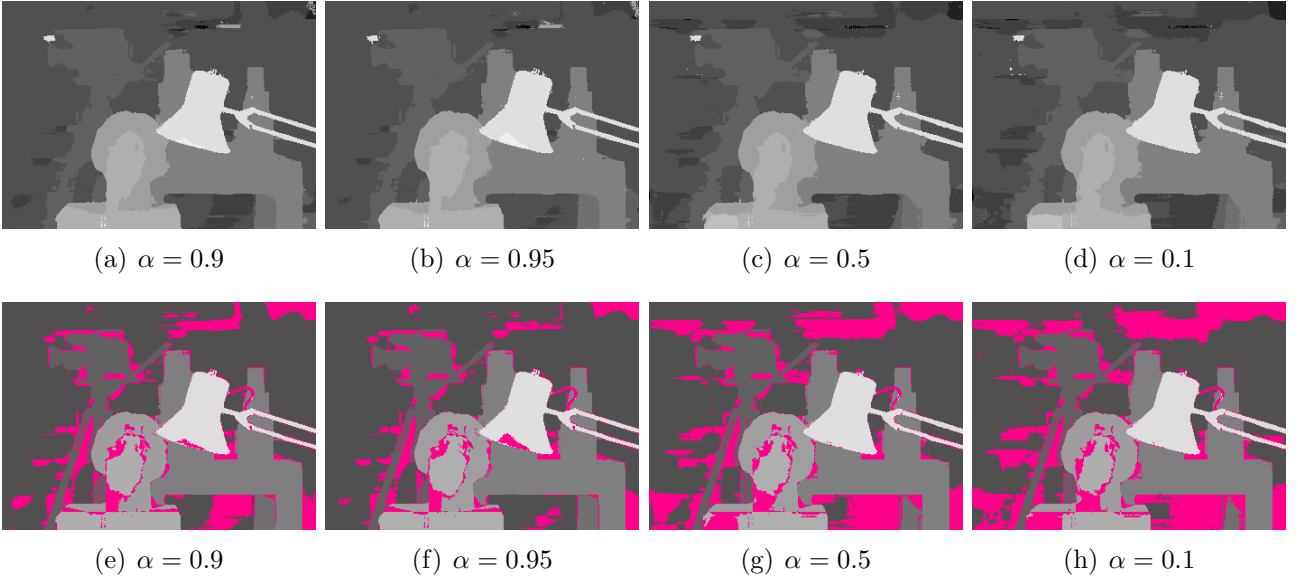 (a) α = 0.9
(b) α = 0.95
(c) α = 0.5
(d) α = 0.1
(e) α = 0.9
(f) α = 0.95
(g) α = 0.5
(h) α = 0.1